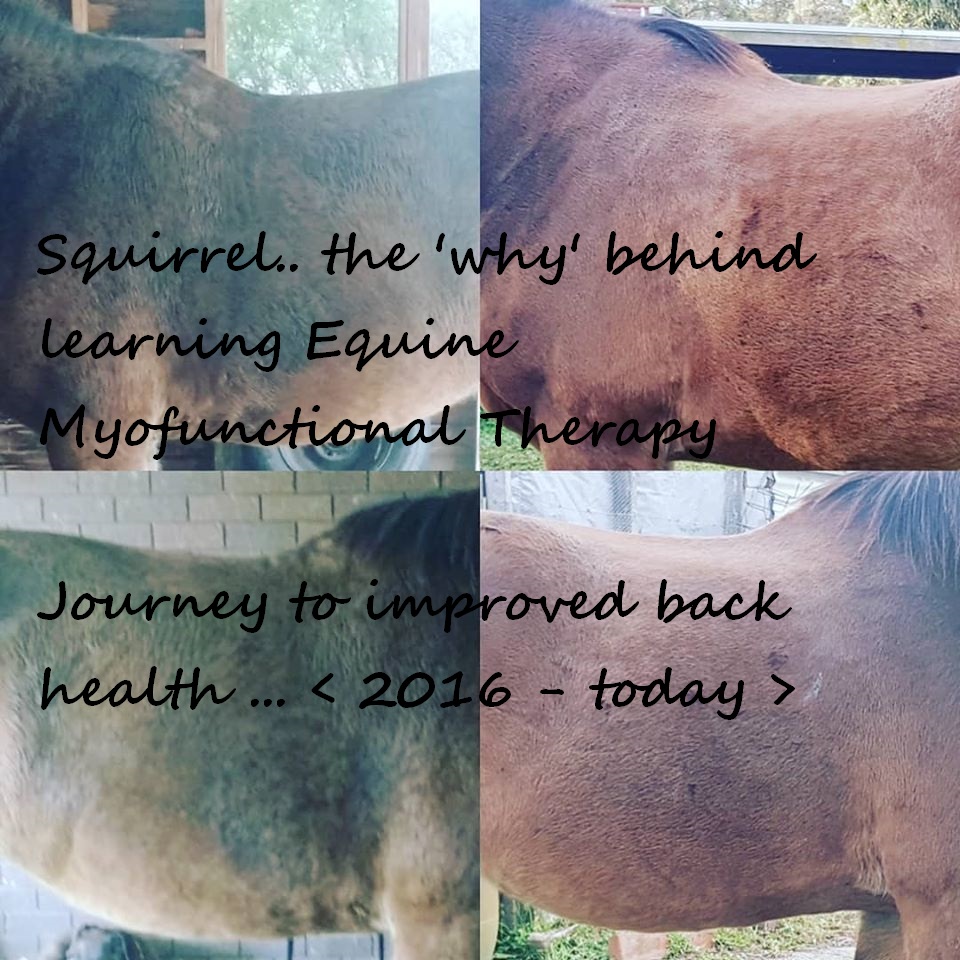 Squirrel.. the 'why' behind
learning Equine
Myofunctional Therapy
Journey to improved back
health ... < 2016 - today >